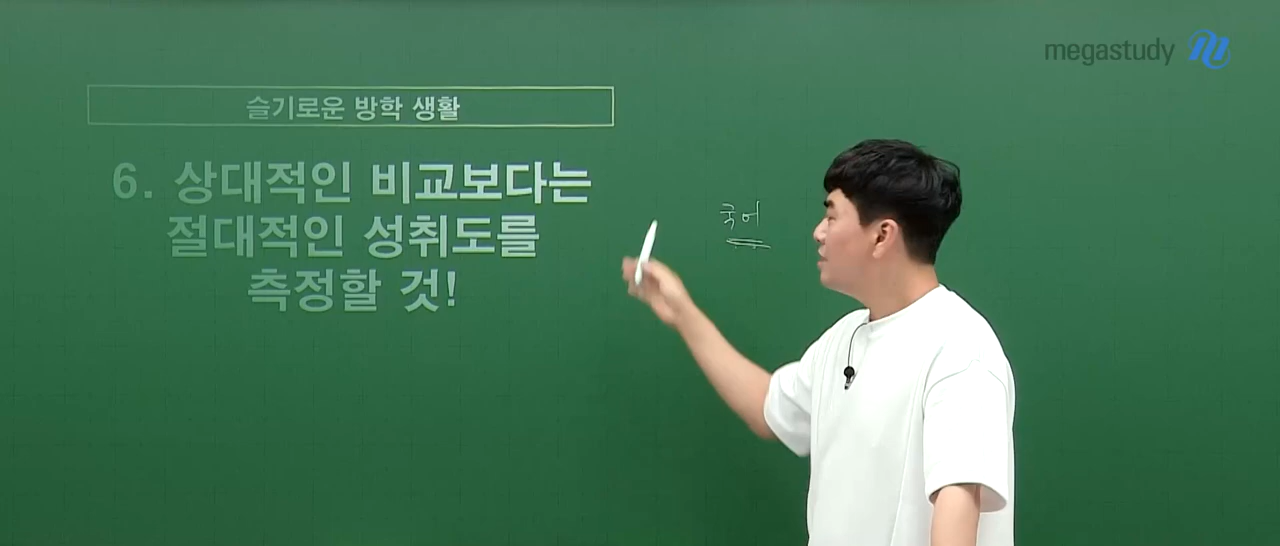 megastudy
슬기로운 방학 생활
6. 상대적인 비교보다는
절대적인 성취도를
측정할 것!
국어